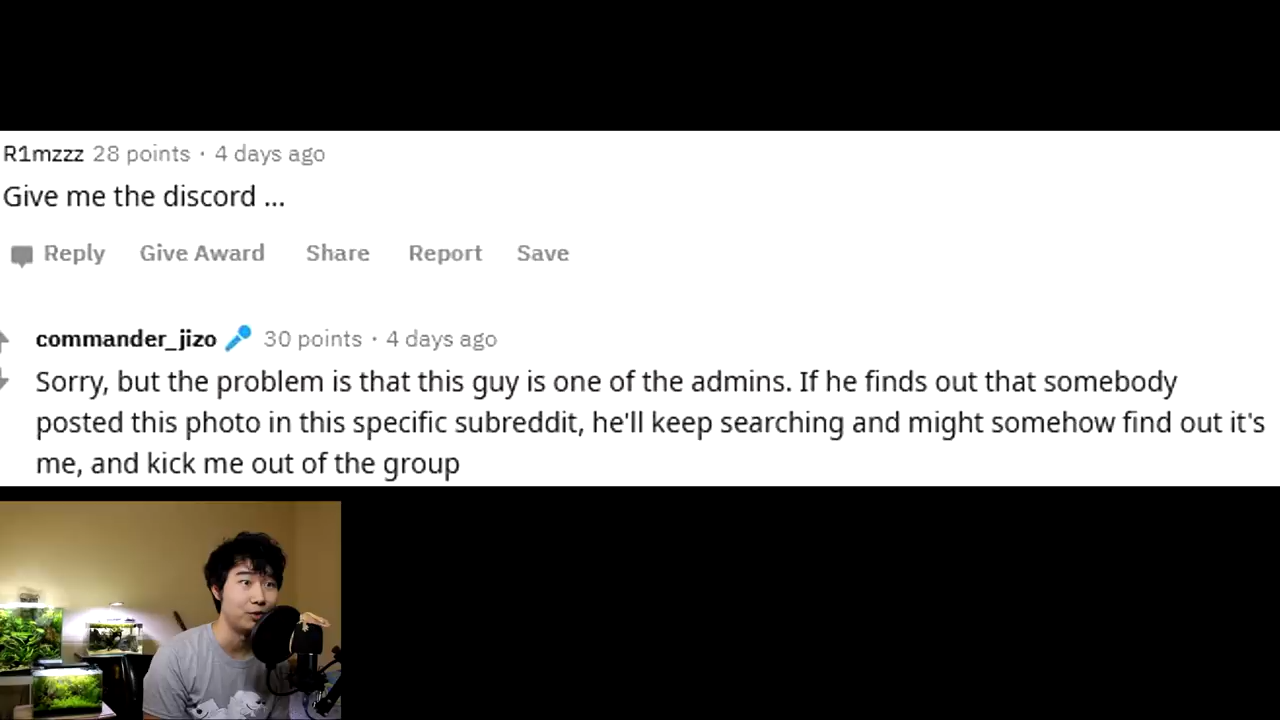 R1mzzz 28 points · 4 days ago
Give me the discord ...
Reply Give Award Share Report Save
commander_jizo 30 points · 4 days ago
Sorry, but the problem is that this guy is one of the admins. If he finds out that somebody
posted this photo in this specific subreddit, he'll keep searching and might somehow find out it's
me, and kick me out of the group